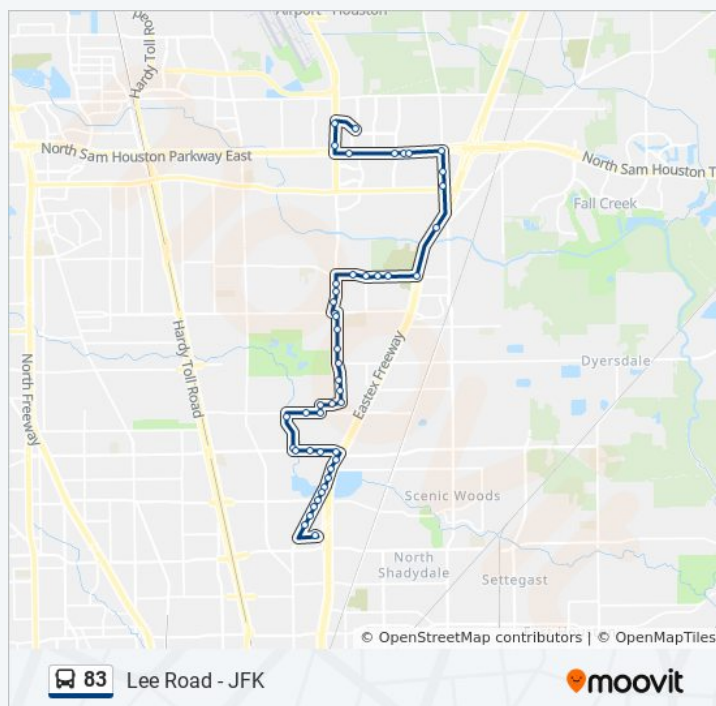 Airport - Houston
Hardy Toll Road
North Sam Houston Parkway East
North Sam Houston T
Fall Creek
Hardy Toll Road
North Freeway
Eastex Freeway
Dyersdale
Scenic Woods
North
Shadydale
Settegast
© OpenStreetMap contributors | © OpenMapTiles
83 Lee Road - JFK
moovit